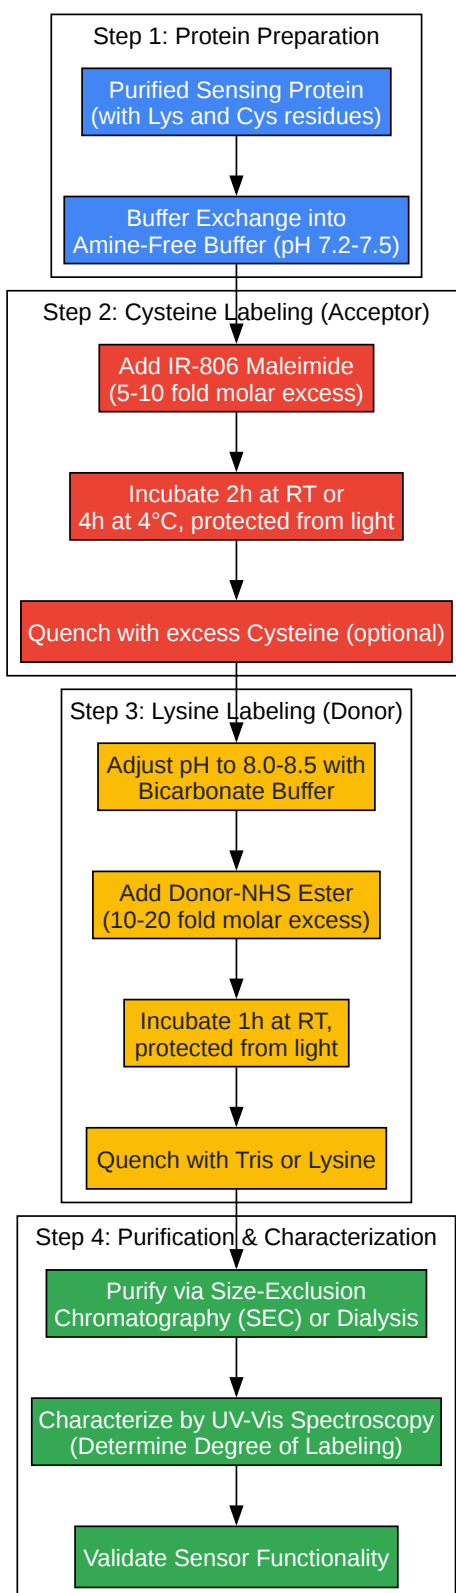 Step 1: Protein Preparation
Purified Sensing Protein
(with Lys and Cys residues)
Buffer Exchange into
Amine-Free Buffer (pH 7.2-7.5)
Step 2: Cysteine Labeling (Acceptor)
Add IR-806 Maleimide
(5-10 fold molar excess)
Incubate 2h at RT or
4h at 4°C, protected from light
Quench with excess Cysteine (optional)
Step 3: Lysine Labeling (Donor)
Adjust pH to 8.0-8.5 with
Bicarbonate Buffer
Add Donor-NHS Ester
(10-20 fold molar excess)
Incubate 1h at RT,
protected from light
Quench with Tris or Lysine
Step 4: Purification & Characterization
Purify via Size-Exclusion
Chromatography (SEC) or Dialysis
Characterize by UV-Vis Spectroscopy
(Determine Degree of Labeling)
Validate Sensor Functionality